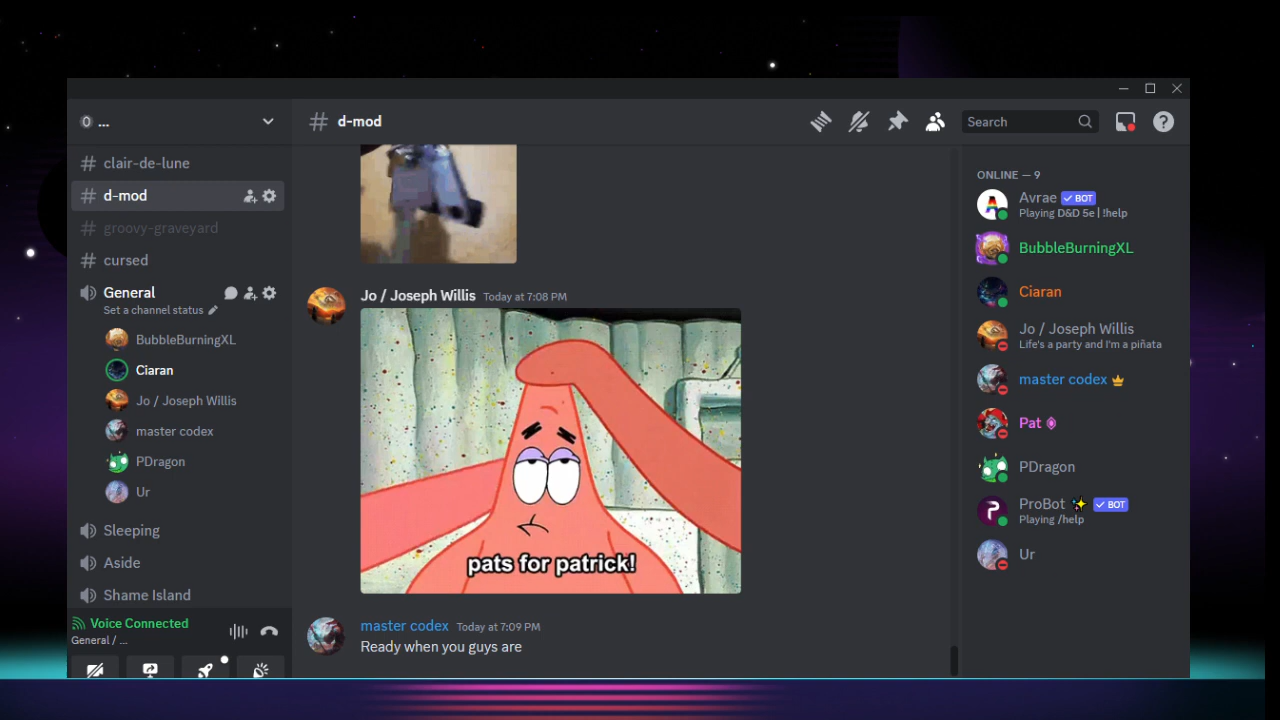 0 ...
clair-de-lune
d-mod
groovy-graveyard
cursed
General
Set a channel status
BubbleBurningXL
Ciaran
Jo / Joseph Willis
master codex
PDragon
Ur
Sleeping
Aside
Shame Island
Voice Connected
General / ...
d-mod
Search
Jo / Joseph Willis Today at 7:08 PM
pats for patrick!
master codex Today at 7:09 PM
Ready when you guys are
ONLINE — 9
Avrae BOT
Playing D&D 5e | !help
BubbleBurningXL
Ciaran
Jo / Joseph Willis
Life's a party and I'm a piñata
master codex
Pat
PDragon
ProBot ✨ BOT
Playing /help
Ur